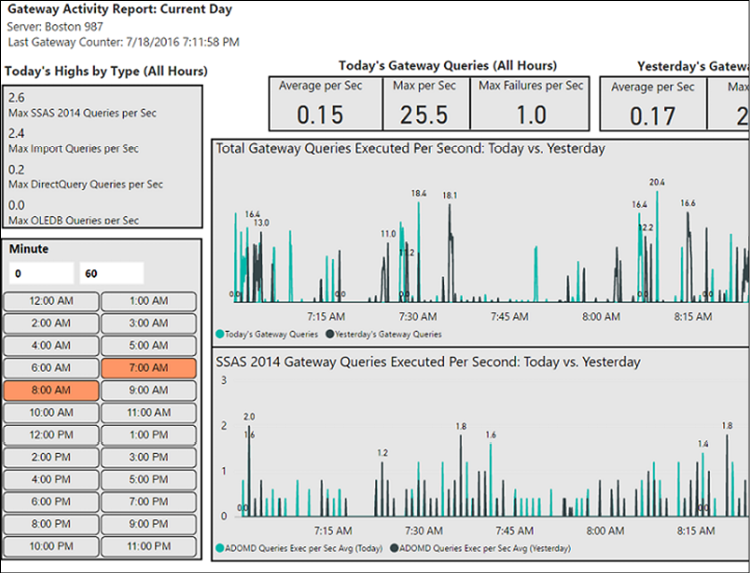 Gateway Activity Report: Current Day
Server: Boston 987
Last Gateway Counter: 7/18/2016 7:11:58 PM
Today's Highs by Type (All Hours)
2.6
Max SSAS 2014 Queries per Sec
2.4
Max Import Queries per Sec
0.2
Max DirectQuery Queries per Sec
0.0
Max OLEDB Queries per Sec
Today's Gateway Queries (All Hours)
Average per Sec
Max per Sec
Max Failures per Sec
0.15
25.5
1.0
Yesterday's Gatewa
Average per Sec
Max
0.17
2
Minute
0
60
12:00 AM
1:00 AM
2:00 AM
3:00 AM
4:00 AM
5:00 AM
6:00 AM
7:00 AM
8:00 AM
9:00 AM
10:00 AM
11:00 AM
12:00 PM
1:00 PM
2:00 PM
3:00 PM
4:00 PM
5:00 PM
6:00 PM
7:00 PM
8:00 PM
9:00 PM
10:00 PM
11:00 PM
Total Gateway Queries Executed Per Second: Today vs. Yesterday
16.4
13.0
11.0
18.4
18.1
16.4
12.2
20.4
16.6
0.0
0.0
0.0
0.0
0.0
7:15 AM
7:30 AM
7:45 AM
8:00 AM
8:15 AM
Today's Gateway Queries
Yesterday's Gateway Queries
SSAS 2014 Gateway Queries Executed Per Second: Today vs. Yesterday
3
2
1
0
2.0
1.6
1.2
1.8
1.6
1.4
1.8
0.0
0.0
7:15 AM
7:30 AM
7:45 AM
8:00 AM
8:15 AM
ADOMD Queries Exec per Sec Avg (Today)
ADOMD Queries Exec per Sec Avg (Yesterday)